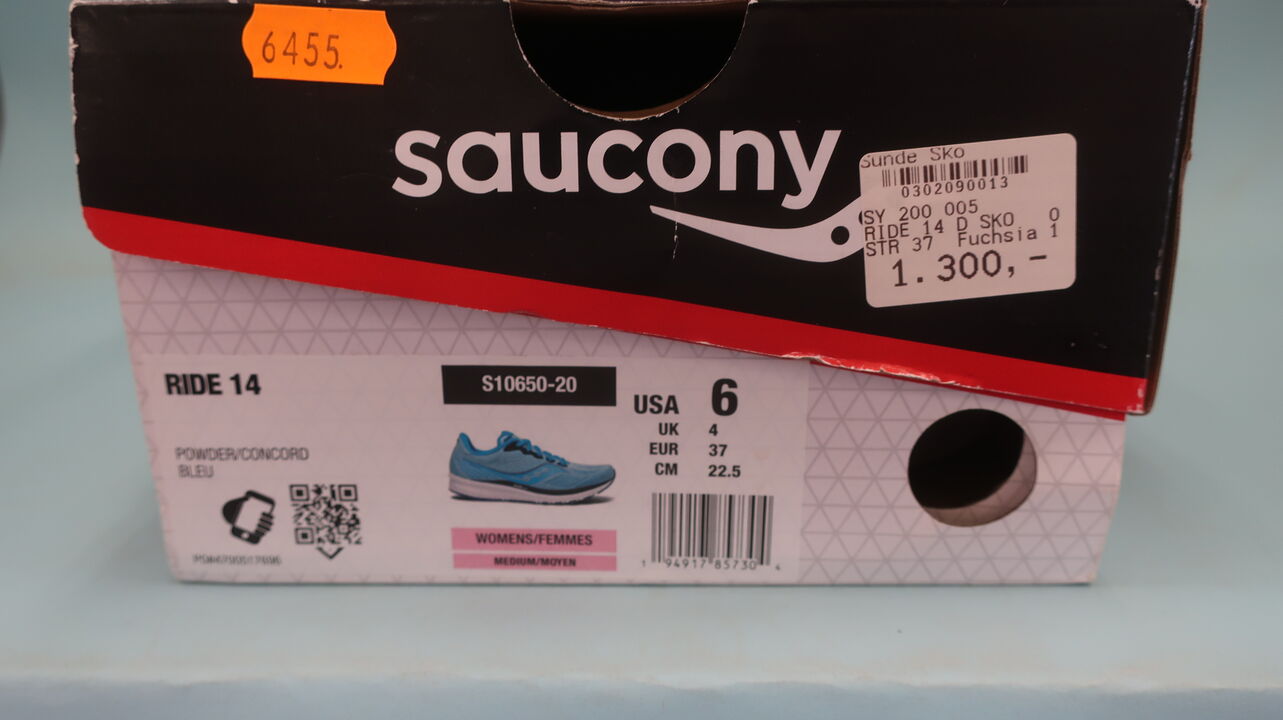 6455.
saucony
Sunde Sko
0302090013
SY 200 005
RIDE 14 D SKO 0
STR 37 Fuchsia 1
1.300,-
RIDE 14
S10650-20
USA 6
UK 4
EUR 37
CM 22.5
POWDER/CONCORD
BLEU
WOMENS/FEMMES
MEDIUM/MOYEN
1 94917 85730 4